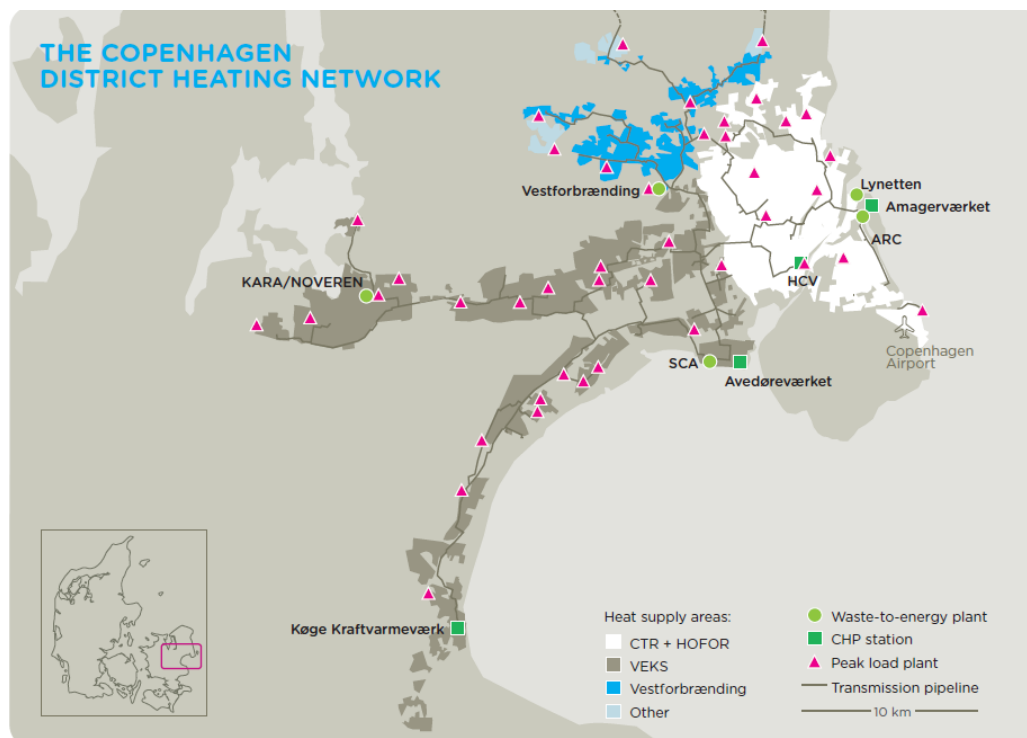 THE COPENHAGEN
DISTRICT HEATING NETWORK
Vestforbrænding
Lynetten
Amagerværket
ARC
KARA/NOVEREN
HCV
Copenhagen
Airport
SCA
Avedøreværket
Køge Kraftvarmeværk
Heat supply areas:
CTR + HOFOR
VEKS
Vestforbrænding
Other
Waste-to-energy plant
CHP station
Peak load plant
Transmission pipeline
10 km